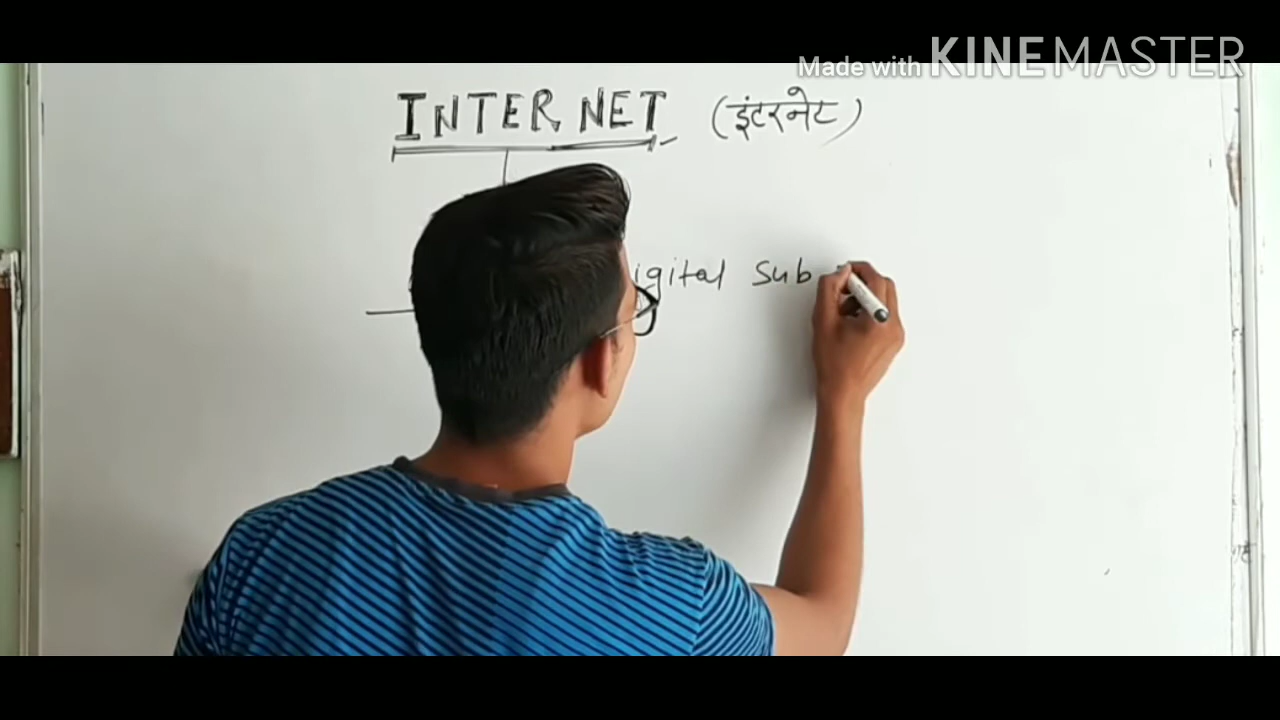 Made with KINEMASTER
INTERNET (इंटरनेट)
igital Sub